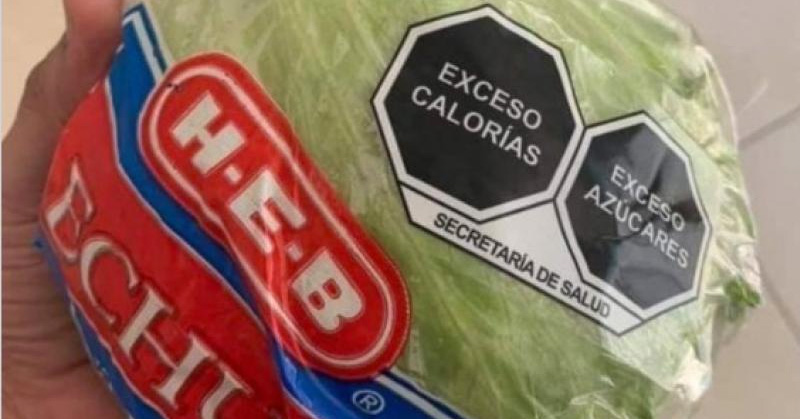 H-E-B
®
ECHU
EXCESO
CALORÍAS
EXCESO
AZÚCARES
SECRETARÍA DE SALUD